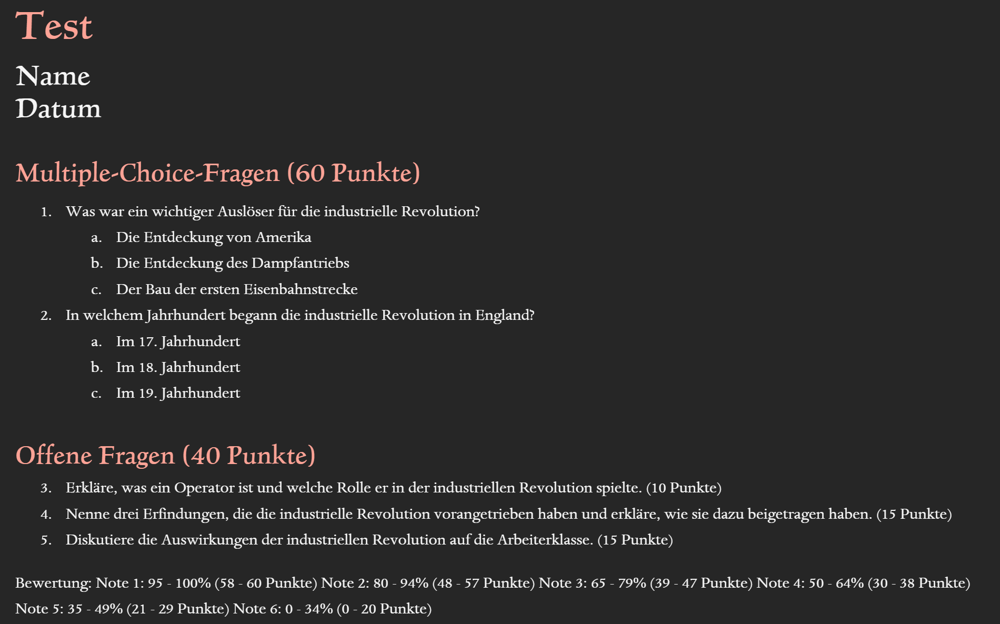 Test
Name
Datum
Multiple-Choice-Fragen (60 Punkte)
1. Was war ein wichtiger Auslöser für die industrielle Revolution?
a. Die Entdeckung von Amerika
b. Die Entdeckung des Dampfantriebs
c. Der Bau der ersten Eisenbahnstrecke
2. In welchem Jahrhundert begann die industrielle Revolution in England?
a. Im 17. Jahrhundert
b. Im 18. Jahrhundert
c. Im 19. Jahrhundert
Offene Fragen (40 Punkte)
3. Erkläre, was ein Operator ist und welche Rolle er in der industriellen Revolution spielte. (10 Punkte)
4. Nenne drei Erfindungen, die die industrielle Revolution vorangetrieben haben und erkläre, wie sie dazu beigetragen haben. (15 Punkte)
5. Diskutiere die Auswirkungen der industriellen Revolution auf die Arbeiterklasse. (15 Punkte)
Bewertung: Note 1: 95 - 100% (58 - 60 Punkte) Note 2: 80 - 94% (48 - 57 Punkte) Note 3: 65 - 79% (39 - 47 Punkte) Note 4: 50 - 64% (30 - 38 Punkte)
Note 5: 35 - 49% (21 - 29 Punkte) Note 6: 0 - 34% (0 - 20 Punkte)